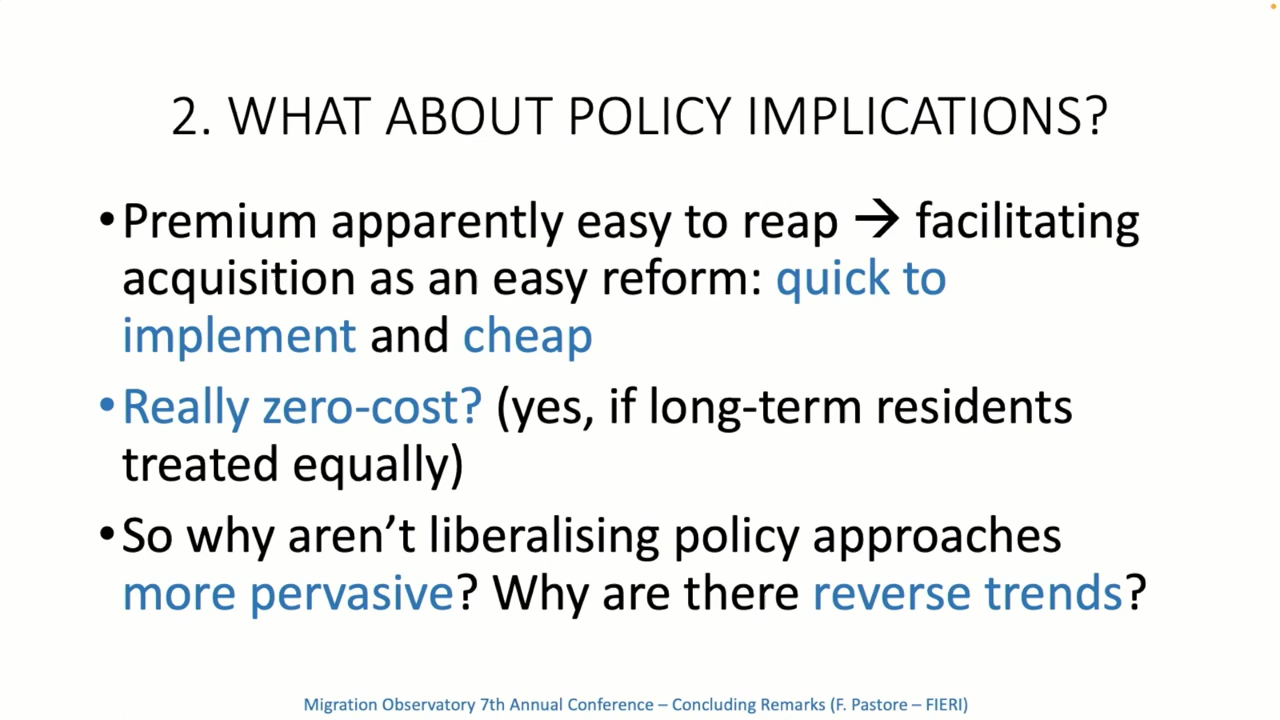 2. WHAT ABOUT POLICY IMPLICATIONS?
•Premium apparently easy to reap → facilitating
acquisition as an easy reform: quick to
implement and cheap
•Really zero-cost? (yes, if long-term residents
treated equally)
•So why aren’t liberalising policy approaches
more pervasive? Why are there reverse trends?
Migration Observatory 7th Annual Conference – Concluding Remarks (F. Pastore – FIERI)